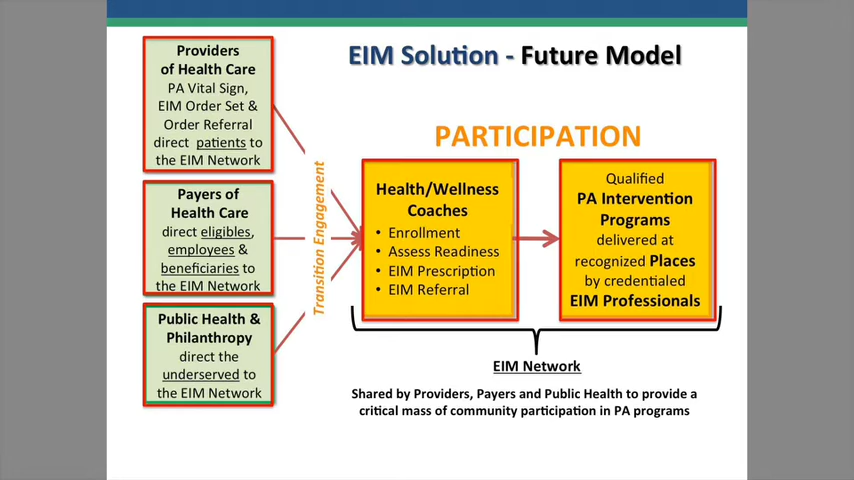 EIM Solution - Future Model
Providers
of Health Care
PA Vital Sign,
EIM Order Set &
Order Referral
direct patients to
the EIM Network
Payers of
Health Care
direct eligibles,
employees &
beneficiaries to
the EIM Network
Public Health &
Philanthropy
direct the
underserved to
the EIM Network
Transition Engagement
PARTICIPATION
Health/Wellness
Coaches
• Enrollment
• Assess Readiness
• EIM Prescription
• EIM Referral
Qualified
PA Intervention
Programs
delivered at
recognized Places
by credentialed
EIM Professionals
EIM Network
Shared by Providers, Payers and Public Health to provide a
critical mass of community participation in PA programs